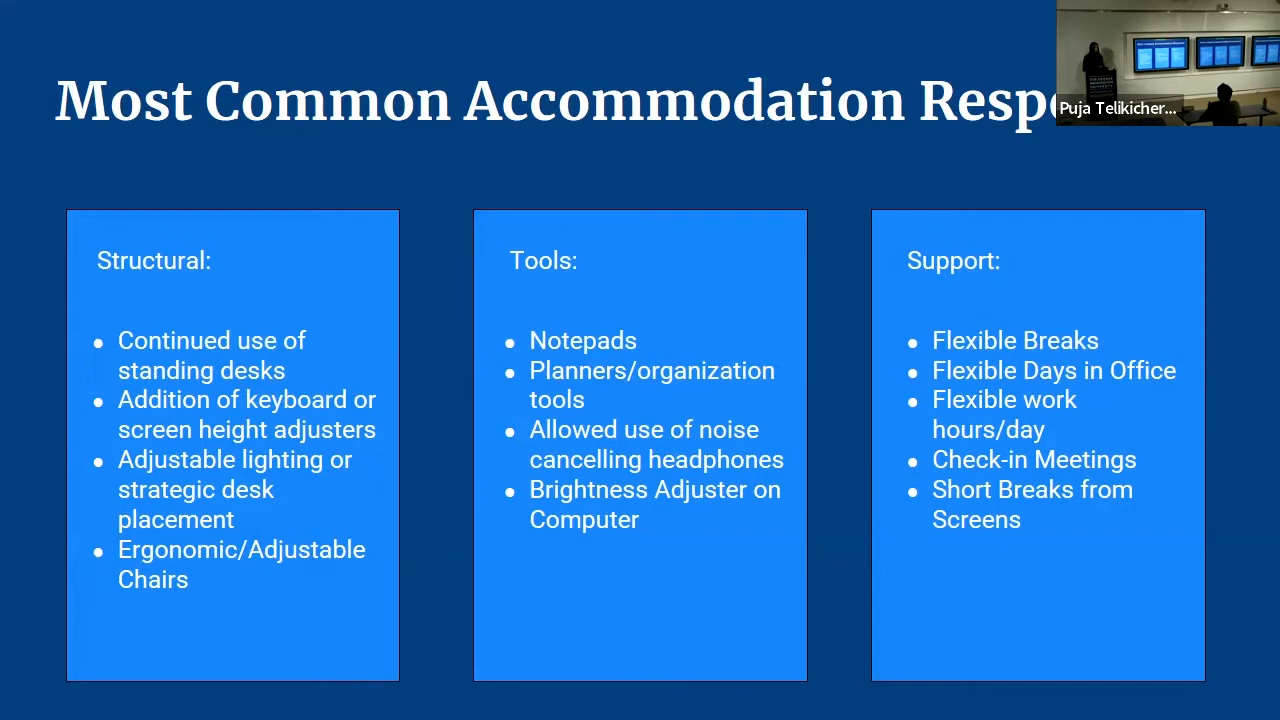 Most Common Accommodation Resp
Puja Telikicher...
Structural:
● Continued use of
standing desks
● Addition of keyboard or
screen height adjusters
● Adjustable lighting or
strategic desk
placement
● Ergonomic/Adjustable
Chairs
Tools:
● Notepads
● Planners/organization
tools
● Allowed use of noise
cancelling headphones
● Brightness Adjuster on
Computer
Support:
● Flexible Breaks
● Flexible Days in Office
● Flexible work
hours/day
● Check-in Meetings
● Short Breaks from
Screens